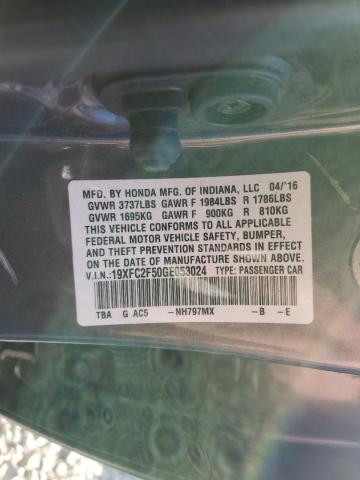 MFD. BY HONDA MFG. OF INDIANA, LLC 04/'16
GVWR 3737LBS GAWR F 1984LBS R 1786LBS
GVWR 1695KG GAWR F 900KG R 810KG
THIS VEHICLE CONFORMS TO ALL APPLICABLE
FEDERAL MOTOR VEHICLE SAFETY, BUMPER,
AND THEFT PREVENTION STANDARDS IN EFFECT
ON THE DATE OF MANUFACTURE SHOWN ABOVE.
V.I.N.: 19XFC2F50GE053024 TYPE: PASSENGER CAR
TBA G AC5 -NH797MX -B -E